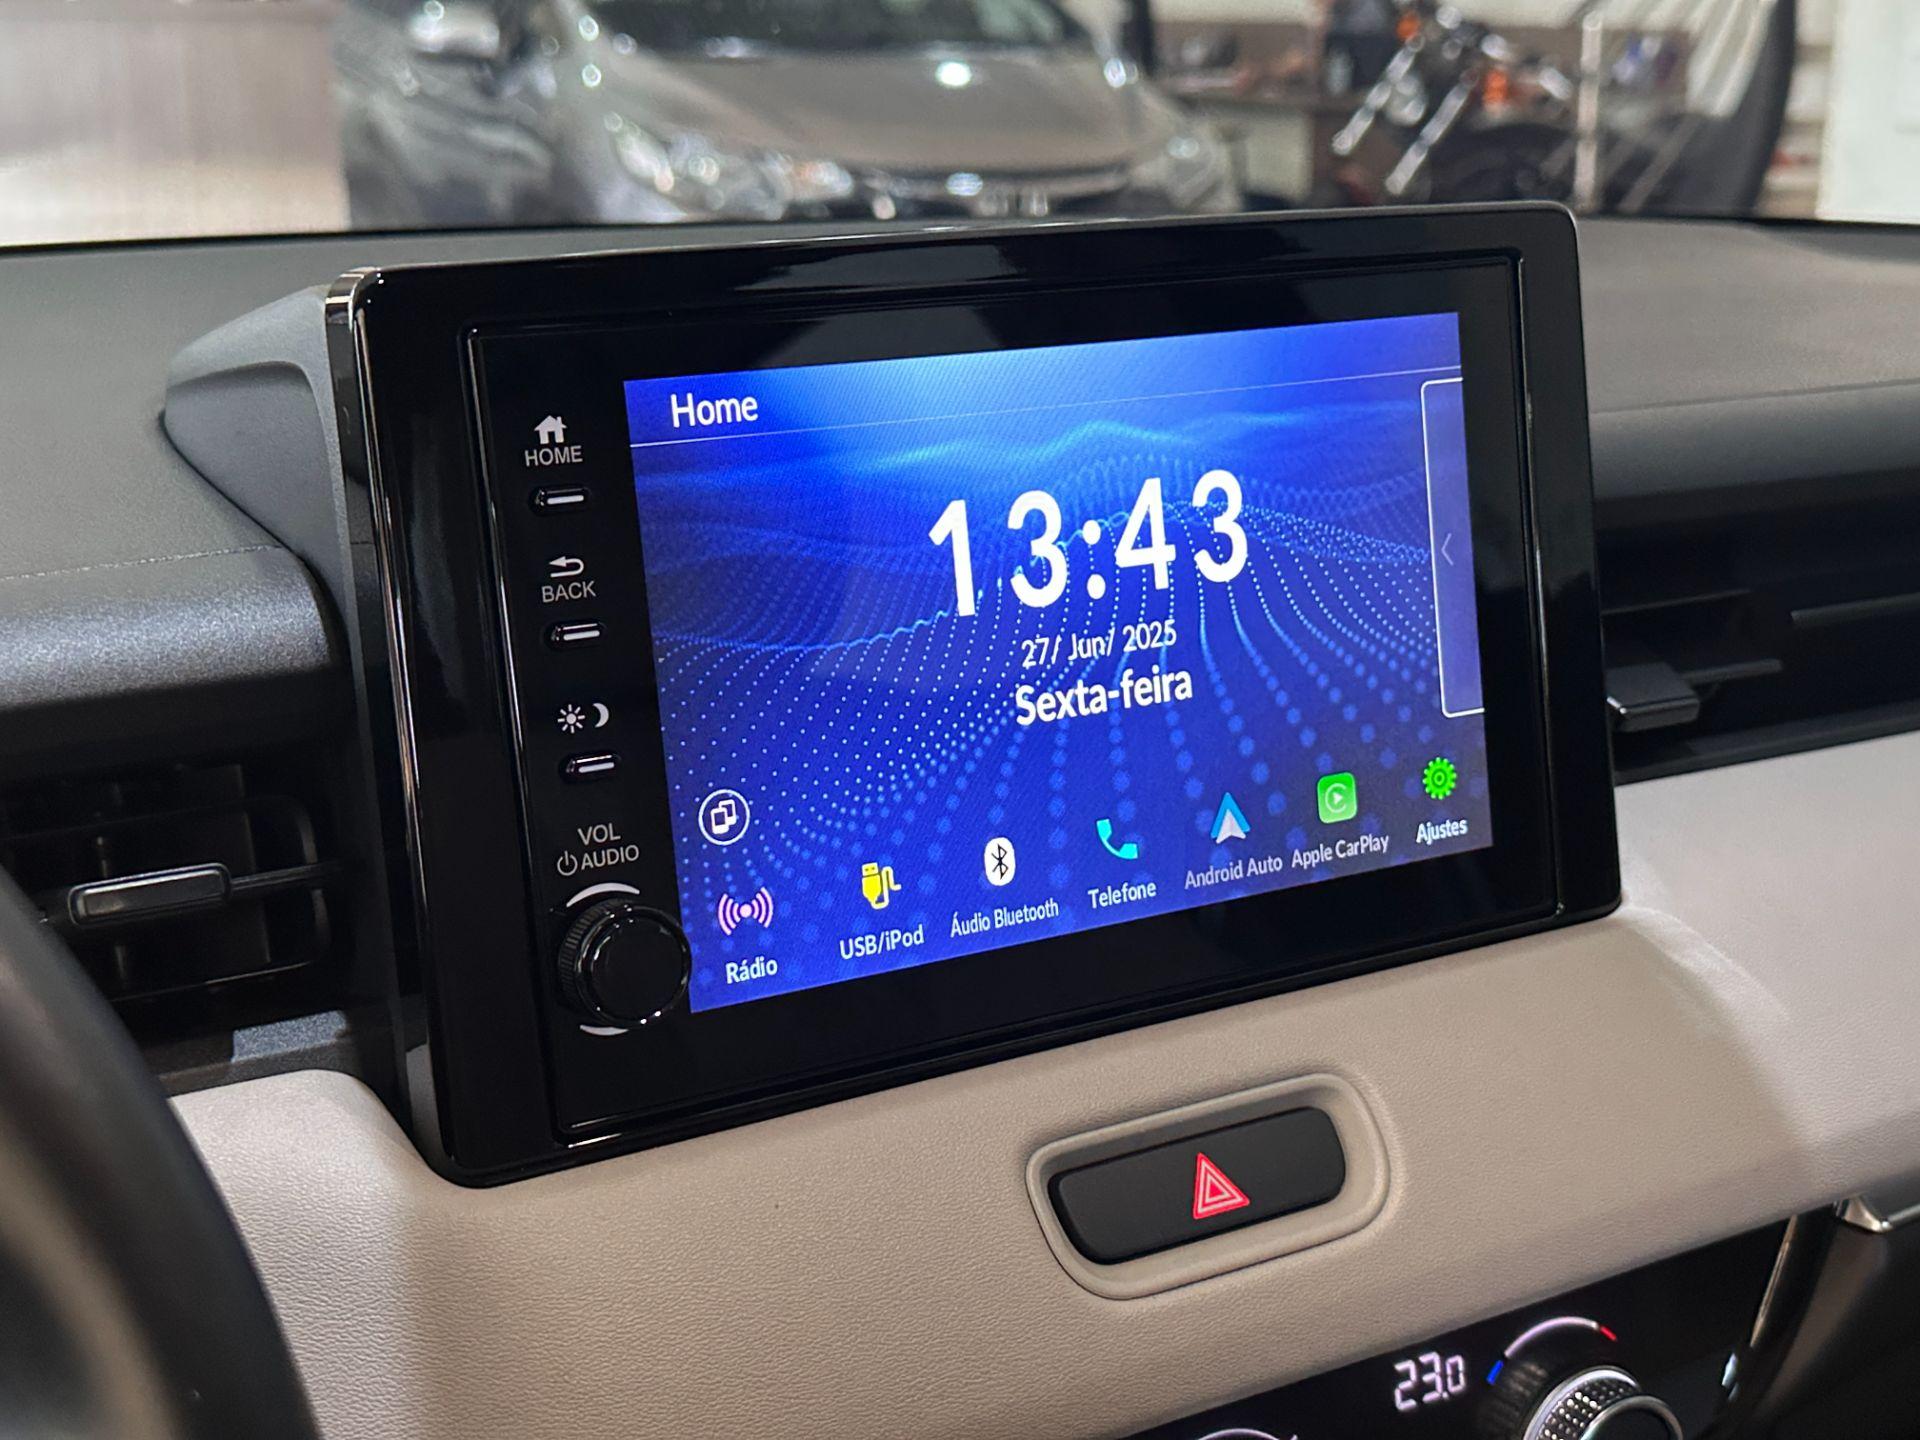 Home
HOME
BACK
13:43
27/ Jun/ 2025
Sexta-feira
VOL
AUDIO
Rádio
USB/iPod
Áudio Bluetooth
Telefone
Android Auto
Apple CarPlay
Ajustes
23.0